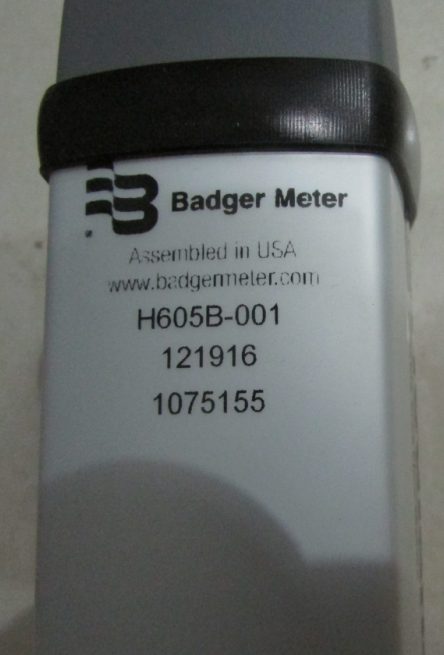 Badger Meter
Assembled in USA
www.badgermeter.com
H605B-001
121916
1075155